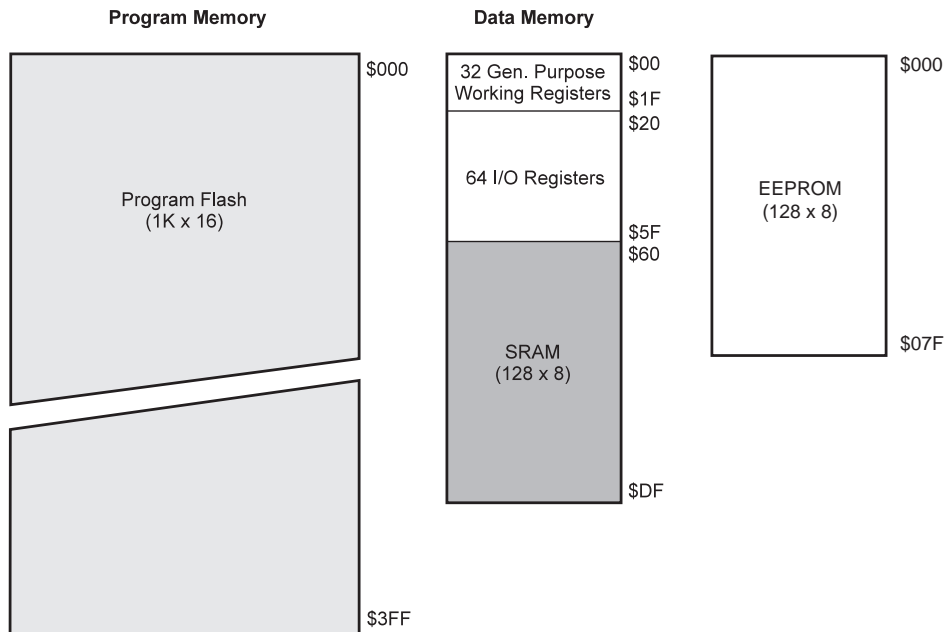 Program Memory
$000
Program Flash
(1K x 16)
$3FF
Data Memory
32 Gen. Purpose
Working Registers
$00
$1F
$20
64 I/O Registers
$5F
$60
SRAM
(128 x 8)
$DF
$000
EEPROM
(128 x 8)
$07F